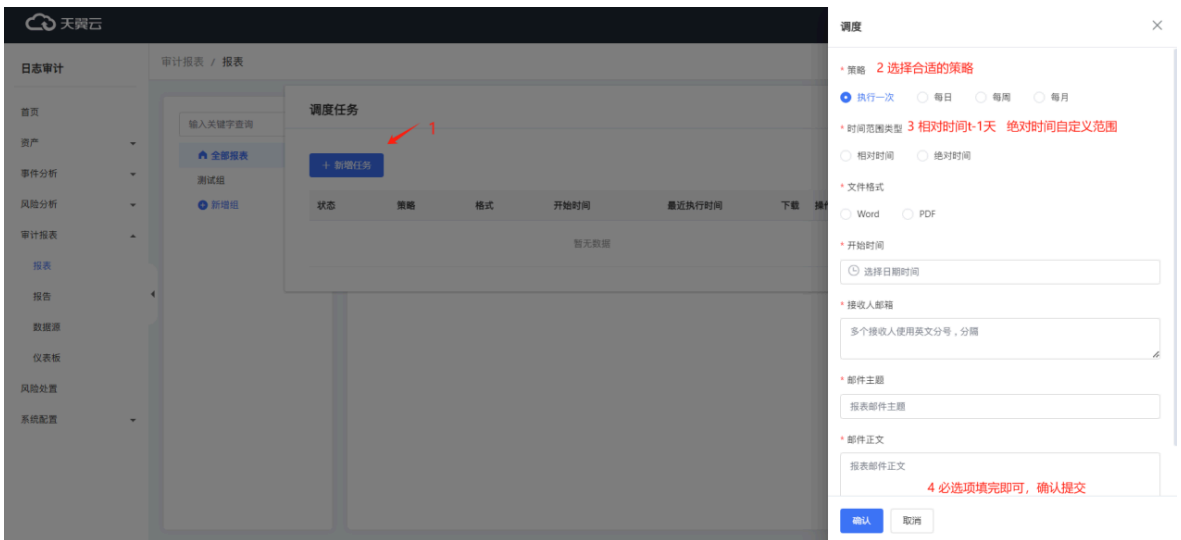 天翼云
日志审计
首页
资产
事件分析
风险分析
审计报表
报表
报告
数据源
仪表板
风险处置
系统配置
审计报表 / 报表
输入关键字查询
全部报表
测试组
新增组
调度任务
1
+ 新增任务
状态 策略 格式 开始时间 最近执行时间 下载 操作
暂无数据
调度
* 策略 2 选择合适的策略
执行一次 每日 每周 每月
* 时间范围类型 3 相对时间t-1天 绝对时间自定义范围
相对时间 绝对时间
* 文件格式
Word PDF
* 开始时间
选择日期时间
* 接收人邮箱
多个接收人使用英文分号 , 分隔
* 邮件主题
报表邮件主题
* 邮件正文
报表邮件正文
4 必选项填完即可，确认提交
确认 取消